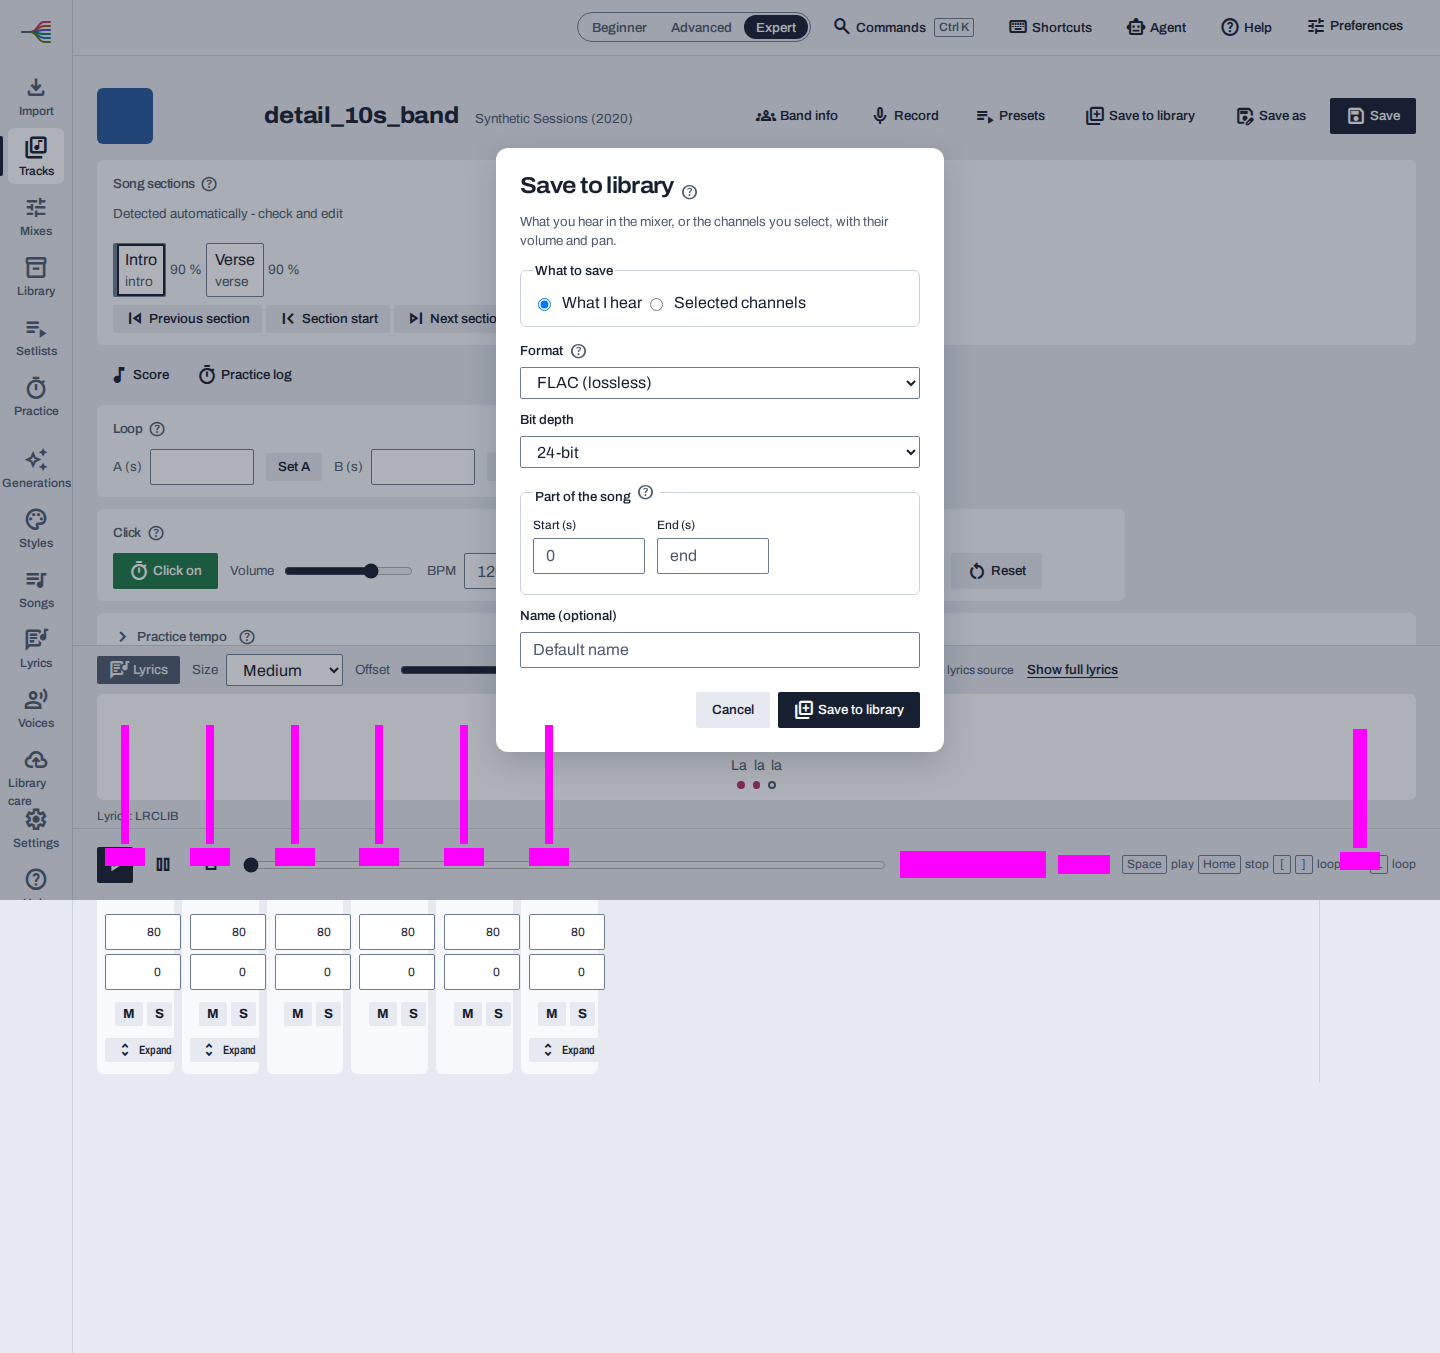 Beginner Advanced Expert Commands Ctrl K Shortcuts Agent Help Preferences
Import
Tracks
Mixes
Library
Setlists
Practice
Generations
Styles
Songs
Lyrics
Voices
Library care
Settings
detail_10s_band Synthetic Sessions (2020) Band info Record Presets Save to library Save as Save
Song sections
Detected automatically - check and edit
Intro
intro
90 %
Verse
verse
90 %
Previous section Section start
Score Practice log
Loop
A (s) Set A B (s)
Click
Click on Volume BPM Reset
Practice tempo
Lyrics Size Medium Offset lyrics source Show full lyrics
Save to library
What you hear in the mixer, or the channels you select, with their
volume and pan.
What to save
What I hear Selected channels
Format
FLAC (lossless)
Bit depth
24-bit
Part of the song
Start (s) End (s)
0 end
Name (optional)
Default name
Cancel Save to library
La la la
LRCLIB
Space play Home stop [ ] loop loop
80 80 80 80 80 80
0 0 0 0 0 0
M S M S M S M S M S M S
Expand Expand Expand